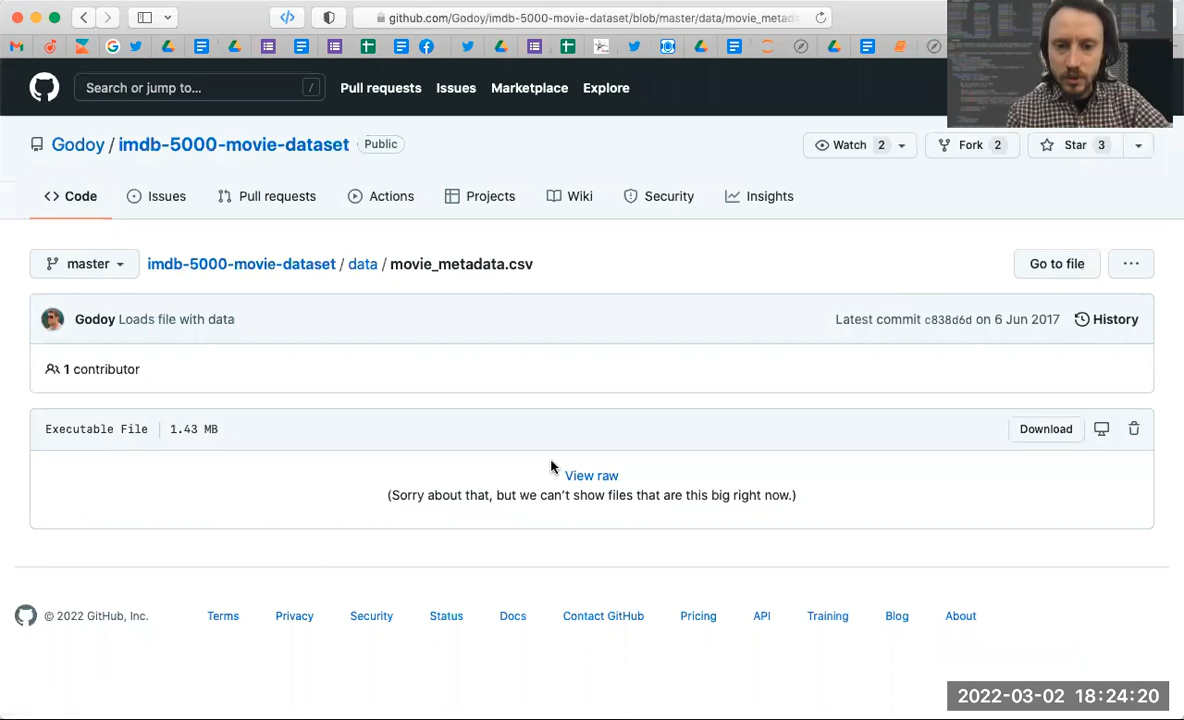 github.com/Godoy/imdb-5000-movie-dataset/blob/master/data/movie_metad
Search or jump to... /
Pull requests
Issues
Marketplace
Explore
Godoy / imdb-5000-movie-dataset Public
Watch 2
Fork 2
Star 3
Code
Issues
Pull requests
Actions
Projects
Wiki
Security
Insights
master
imdb-5000-movie-dataset / data / movie_metadata.csv
Go to file
...
Godoy Loads file with data
Latest commit c838d6d on 6 Jun 2017
History
1 contributor
Executable File
1.43 MB
Download
View raw
(Sorry about that, but we can't show files that are this big right now.)
© 2022 GitHub, Inc.
Terms
Privacy
Security
Status
Docs
Contact GitHub
Pricing
API
Training
Blog
About
2022-03-02 18:24:20